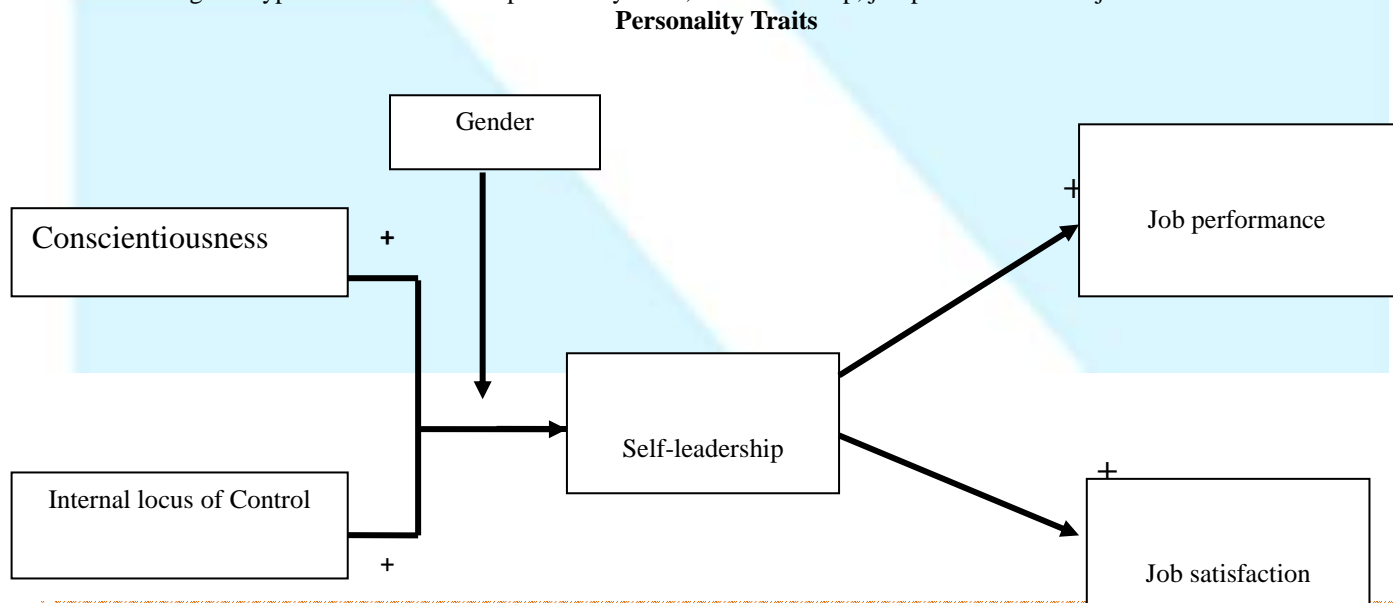 Personality Traits
Gender
+
Job performance
Conscientiousness
+
Self-leadership
+
Internal locus of Control
+
Job satisfaction